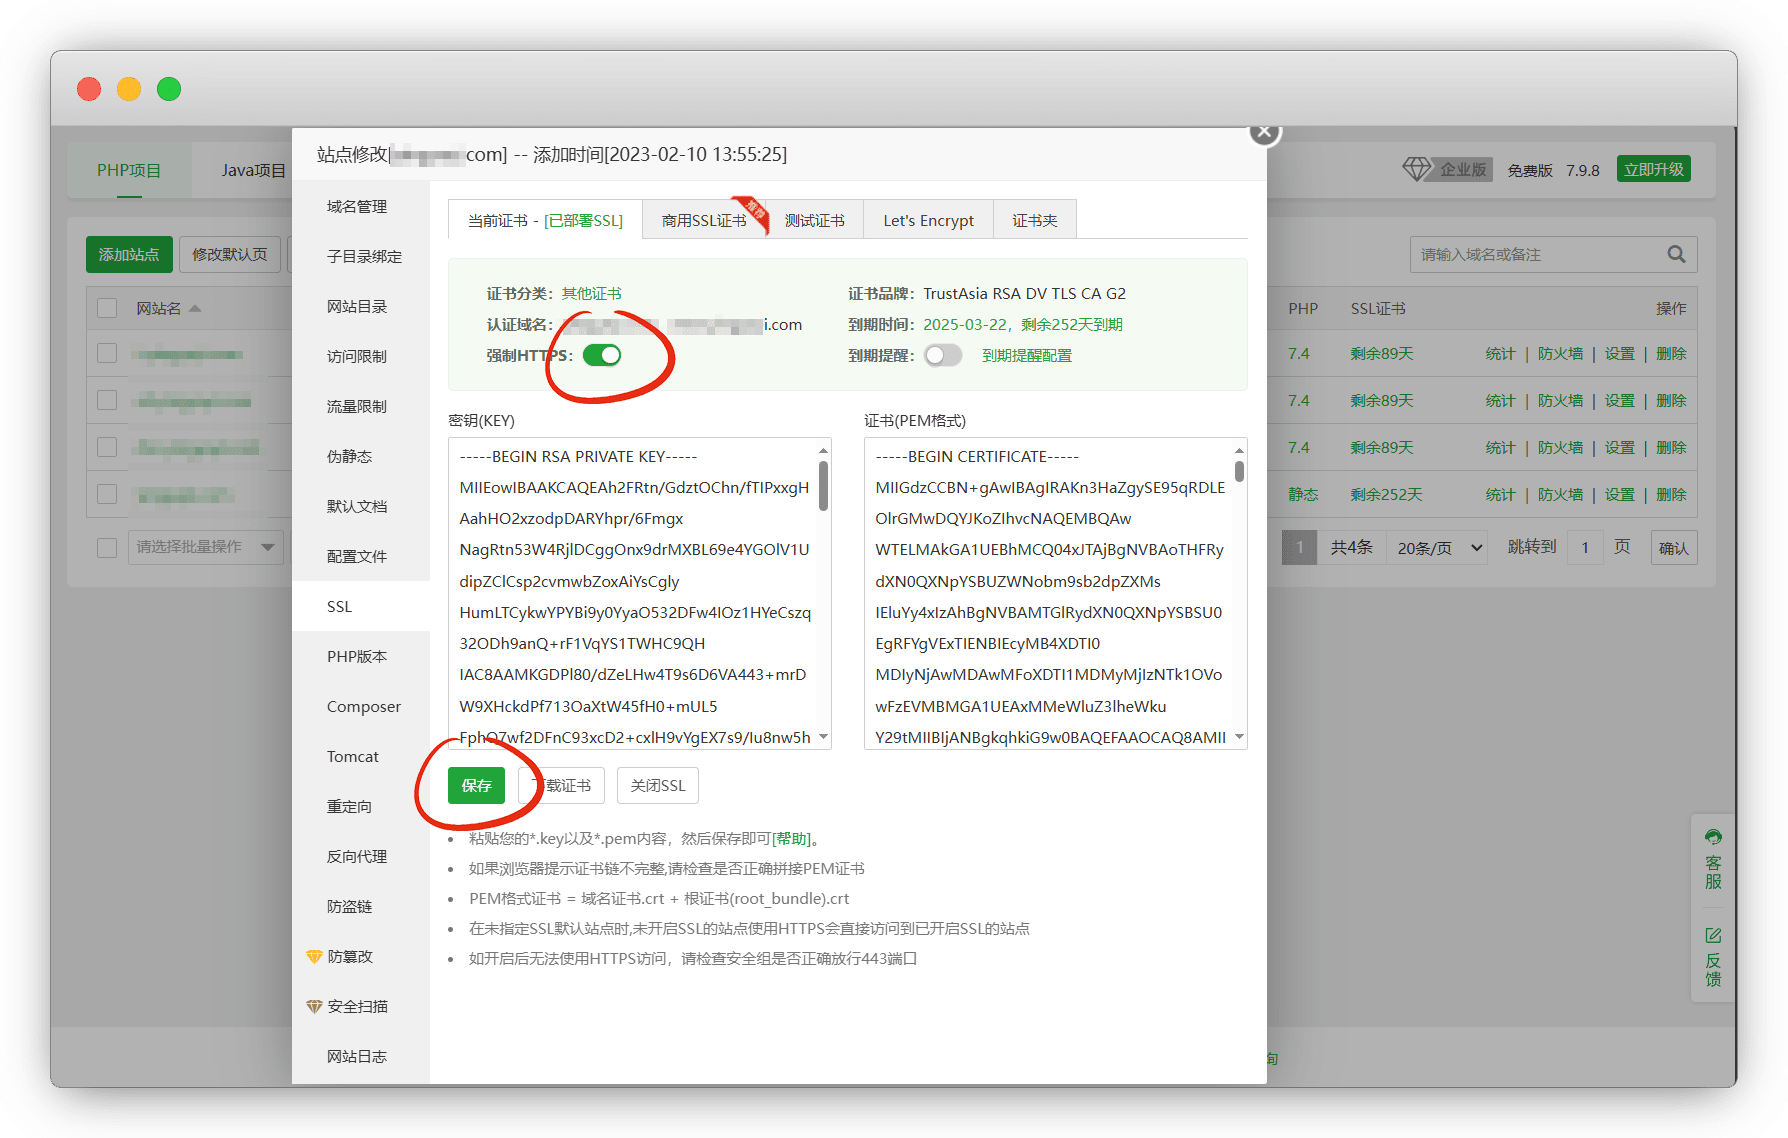 PHP项目
Java项目
企业版
免费版
7.9.8
立即升级
添加站点
修改默认页
请输入域名或备注
网站名
PHP
SSL证书
操作
7.4
剩余89天
统计 | 防火墙 | 设置 | 删除
7.4
剩余89天
统计 | 防火墙 | 设置 | 删除
7.4
剩余89天
统计 | 防火墙 | 设置 | 删除
静态
剩余252天
统计 | 防火墙 | 设置 | 删除
请选择批量操作
1
共4条
20条/页
跳转到
1
页
确认
站点修改[com] -- 添加时间[2023-02-10 13:55:25]
域名管理
子目录绑定
网站目录
访问限制
流量限制
伪静态
默认文档
配置文件
SSL
PHP版本
Composer
Tomcat
重定向
反向代理
防盗链
防篡改
安全扫描
网站日志
当前证书 - [已部署SSL]
商用SSL证书
推荐
测试证书
Let's Encrypt
证书夹
证书分类：其他证书
证书品牌：TrustAsia RSA DV TLS CA G2
认证域名：i.com
到期时间：2025-03-22，剩余252天到期
强制HTTPS：
到期提醒：
到期提醒配置
密钥(KEY)
-----BEGIN RSA PRIVATE KEY-----
MIIEowIBAAKCAQEAh2FRtn/GdztOChn/fTIPxxgH
AahHO2xzodpDARYhpr/6Fmgx
NagRtn53W4RjlDCggOnx9drMXBL69e4YGOlV1U
dipZClCsp2cvmwbZoxAiYsCgly
HumLTCykwYPYBi9y0YyaO532DFw4IOz1HYeCszq
32ODh9anQ+rF1VqYS1TWHC9QH
IAC8AAMKGDPl80/dZeLHw4T9s6D6VA443+mrD
W9XHckdPf713OaXtW45fH0+mUL5
FphQ7wf2DFnC93xcD2+cxlH9vYgEX7s9/Iu8nw5h
证书(PEM格式)
-----BEGIN CERTIFICATE-----
MIIGdzCCBN+gAwIBAgIRAKn3HaZgySE95qRDLE
OlrGMwDQYJKoZIhvcNAQEMBQAw
WTELMAkGA1UEBhMCQ04xJTAjBgNVBAoTHFRy
dXN0QXNpYSBUZWNobm9sb2dpZXMs
IEluYy4xIzAhBgNVBAMTGlRydXN0QXNpYSBSU0
EgRFYgVExTIENBIEcyMB4XDTI0
MDIyNjAwMDAwMFoXDTI1MDMyMjIzNTk1OVo
wFzEVMBMGA1UEAxMMeWluZ3lheWku
Y29tMIIBIjANBgkqhkiG9w0BAQEFAAOCAQ8AMII
保存
下载证书
关闭SSL
粘贴您的*.key以及*.pem内容，然后保存即可[帮助]。
如果浏览器提示证书链不完整,请检查是否正确拼接PEM证书
PEM格式证书 = 域名证书.crt + 根证书(root_bundle).crt
在未指定SSL默认站点时,未开启SSL的站点使用HTTPS会直接访问到已开启SSL的站点
如开启后无法使用HTTPS访问，请检查安全组是否正确放行443端口
客服
反馈
询